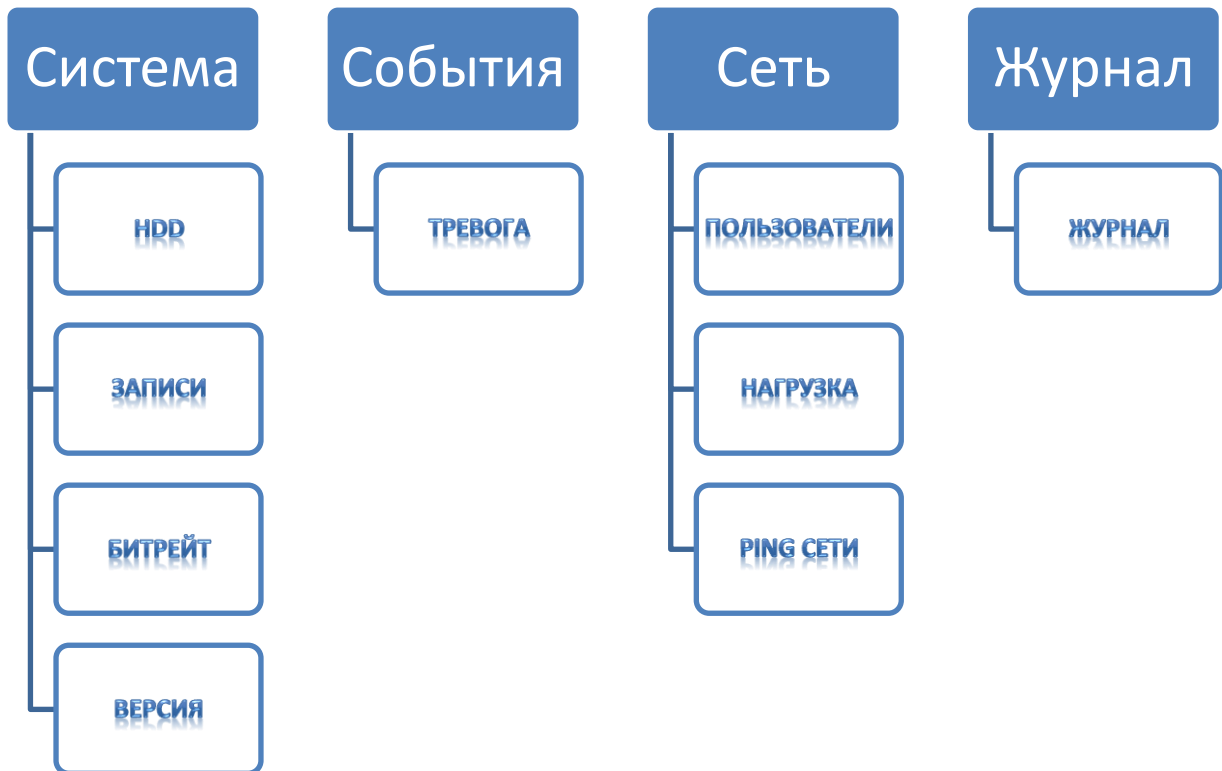 Система
HDD
ЗАПИСИ
БИТРЕЙТ
ВЕРСИЯ
События
ТРЕВОГА
Сеть
ПОЛЬЗОВАТЕЛИ
НАГРУЗКА
PING СЕТИ
Журнал
ЖУРНАЛ